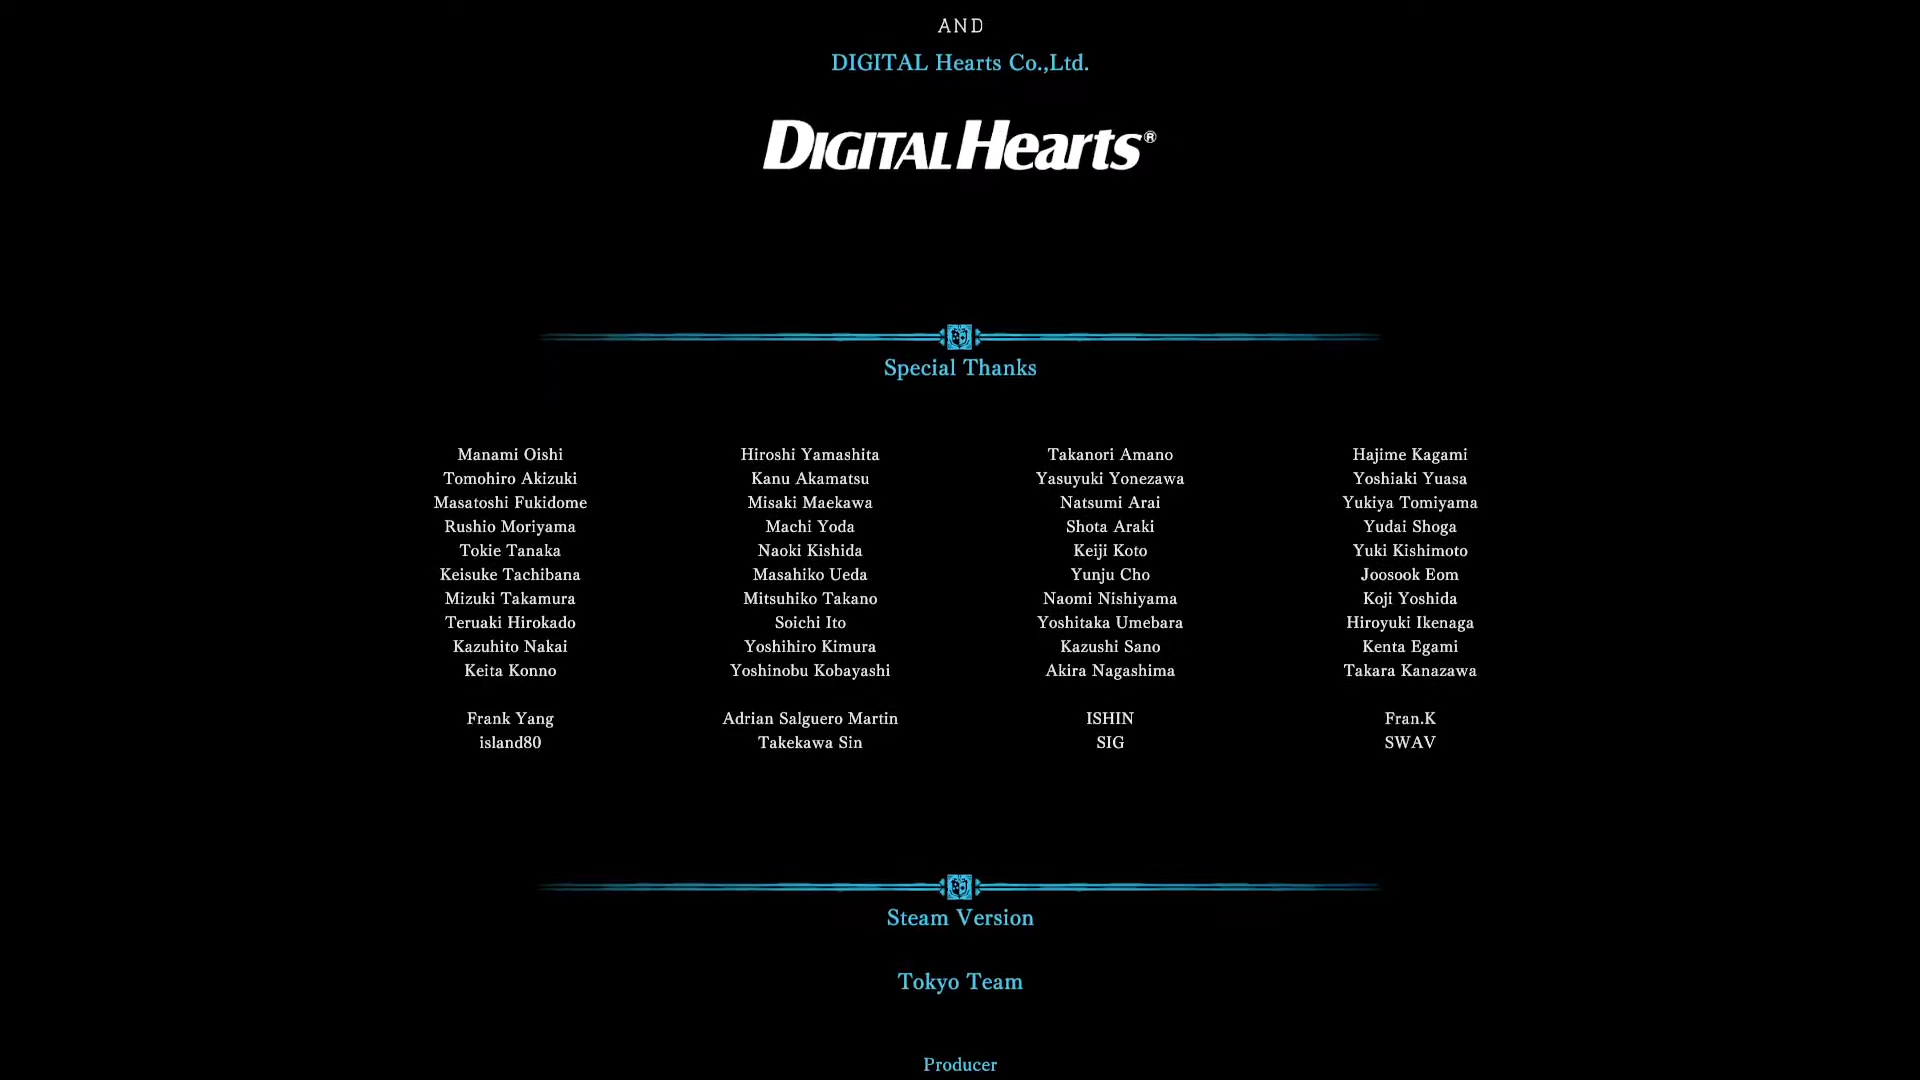 AND
DIGITAL Hearts Co.,Ltd.
DIGITAL Hearts®
Special Thanks
Manami Oishi Hiroshi Yamashita Takanori Amano Hajime Kagami
Tomohiro Akizuki Kanu Akamatsu Yasuyuki Yonezawa Yoshiaki Yuasa
Masatoshi Fukidome Misaki Maekawa Natsumi Arai Yukiya Tomiyama
Rushio Moriyama Machi Yoda Shota Araki Yudai Shoga
Tokie Tanaka Naoki Kishida Keiji Koto Yuki Kishimoto
Keisuke Tachibana Masahiko Ueda Yunju Cho Joosook Eom
Mizuki Takamura Mitsuhiko Takano Naomi Nishiyama Koji Yoshida
Teruaki Hirokado Soichi Ito Yoshitaka Umebara Hiroyuki Ikenaga
Kazuhito Nakai Yoshihiro Kimura Kazushi Sano Kenta Egami
Keita Konno Yoshinobu Kobayashi Akira Nagashima Takara Kanazawa
Frank Yang Adrian Salguero Martin ISHIN Fran.K
island80 Takekawa Sin SIG SWAV
Steam Version
Tokyo Team
Producer